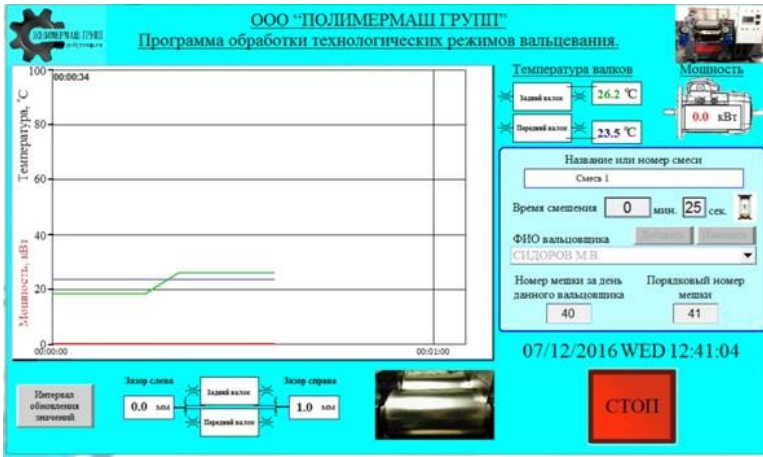 ПОЛИМЕРМАШ ГРУПП
ООО “ПОЛИМЕРМАШ ГРУПП”
Программа обработки технологических режимов вальцевания.
Температура валков
Мощность
Задний валок
26.2 °C
Передний валок
23.5 °C
0.0 кВт
00:00:34
Температура, °C
Мощность, кВт
100
80
60
40
20
0
00:00:00
00:01:00
Название или номер смеси
Смесь 1
Время смешения 0 мин. 25 сек.
ФИО вальцовщика
Добавить
СИДОРОВ М.В.
Номер мешки за день
данного вальцовщика
40
Порядковый номер
мешки
41
07/12/2016 WED 12:41:04
Интервал
обновления
значений
Зазор слева
0.0 мм
Задний валок
Передний валок
Зазор справа
1.0 мм
СТОП